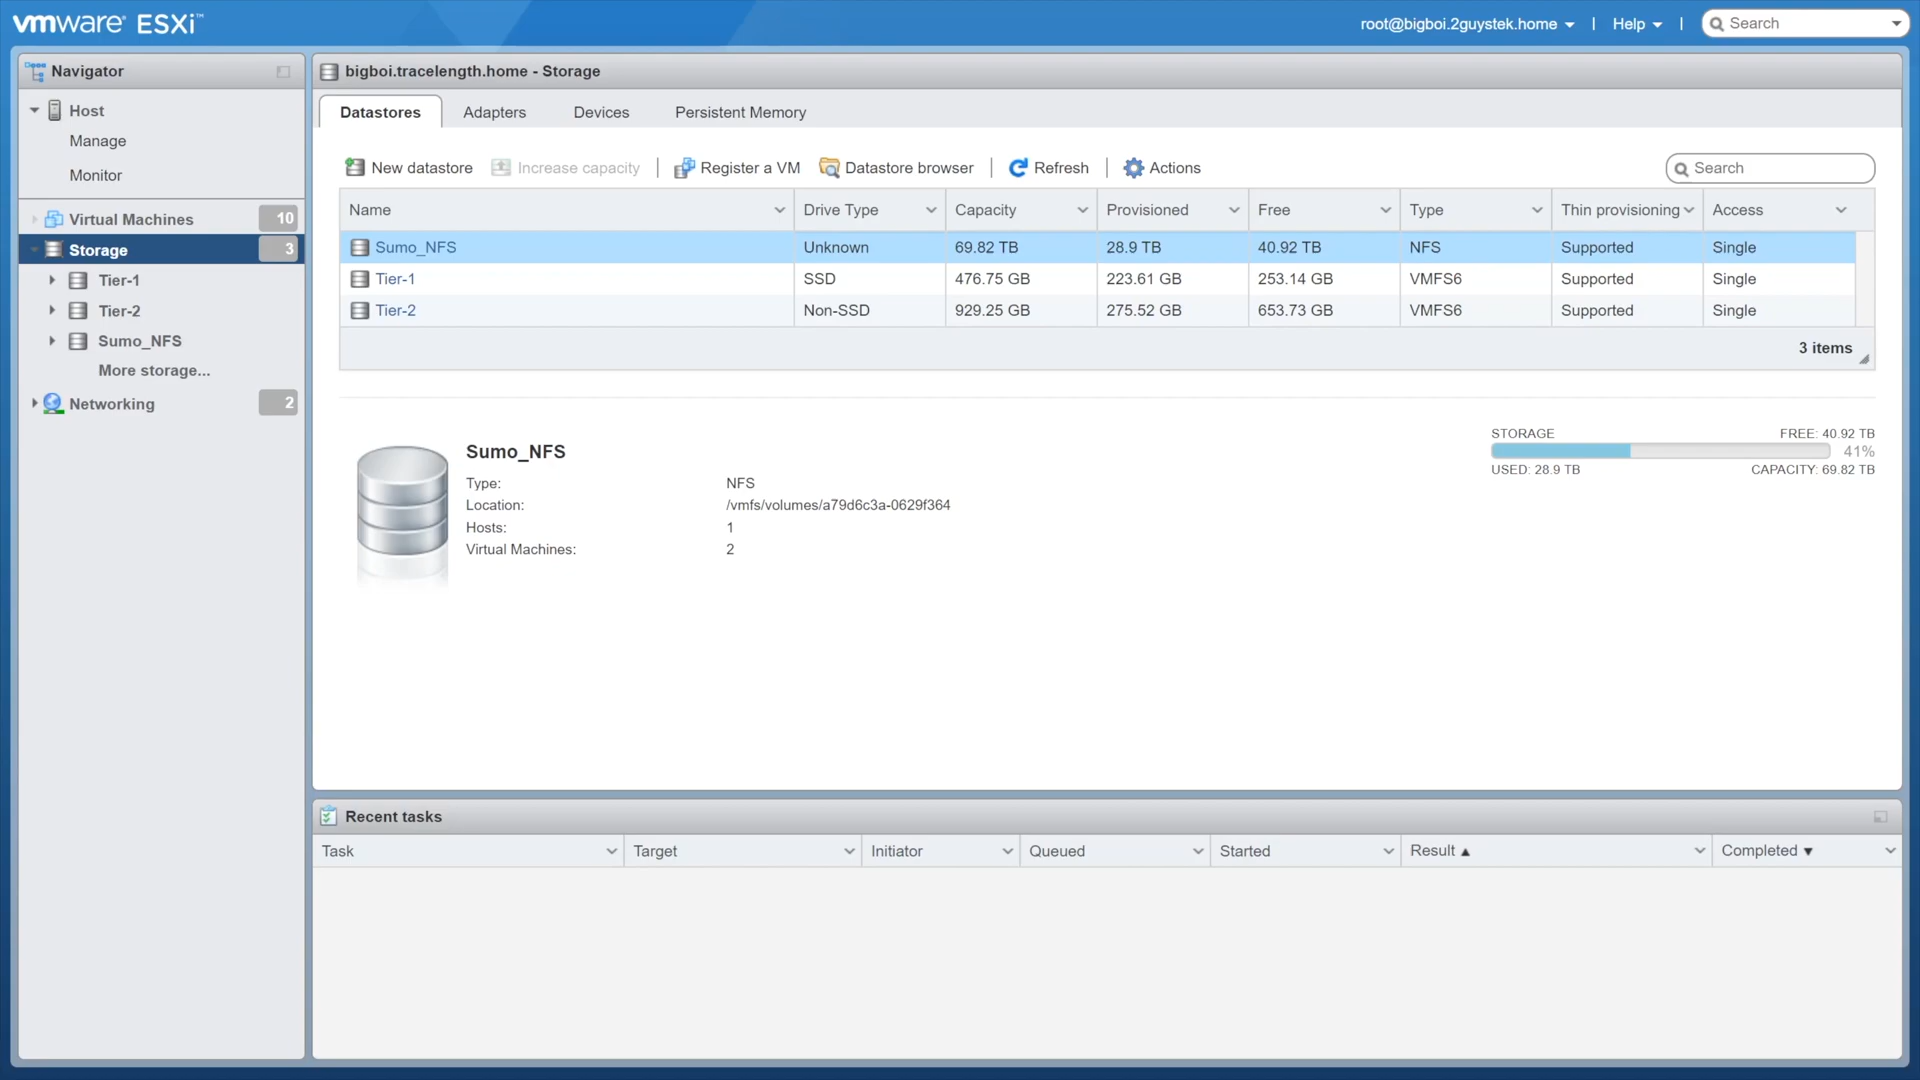 vmware® ESXi™
root@bigboi.2guystek.home | Help | Search
Navigator
Host
Manage
Monitor
Virtual Machines 10
Storage 3
Tier-1
Tier-2
Sumo_NFS
More storage...
Networking 2
bigboi.tracelength.home - Storage
Datastores Adapters Devices Persistent Memory
New datastore Increase capacity | Register a VM Datastore browser | Refresh | Actions Search
Name Drive Type Capacity Provisioned Free Type Thin provisioning Access
Sumo_NFS Unknown 69.82 TB 28.9 TB 40.92 TB NFS Supported Single
Tier-1 SSD 476.75 GB 223.61 GB 253.14 GB VMFS6 Supported Single
Tier-2 Non-SSD 929.25 GB 275.52 GB 653.73 GB VMFS6 Supported Single
3 items
Sumo_NFS
Type: NFS
Location: /vmfs/volumes/a79d6c3a-0629f364
Hosts: 1
Virtual Machines: 2
STORAGE FREE: 40.92 TB
41%
USED: 28.9 TB CAPACITY: 69.82 TB
Recent tasks
Task Target Initiator Queued Started Result ▲ Completed ▼